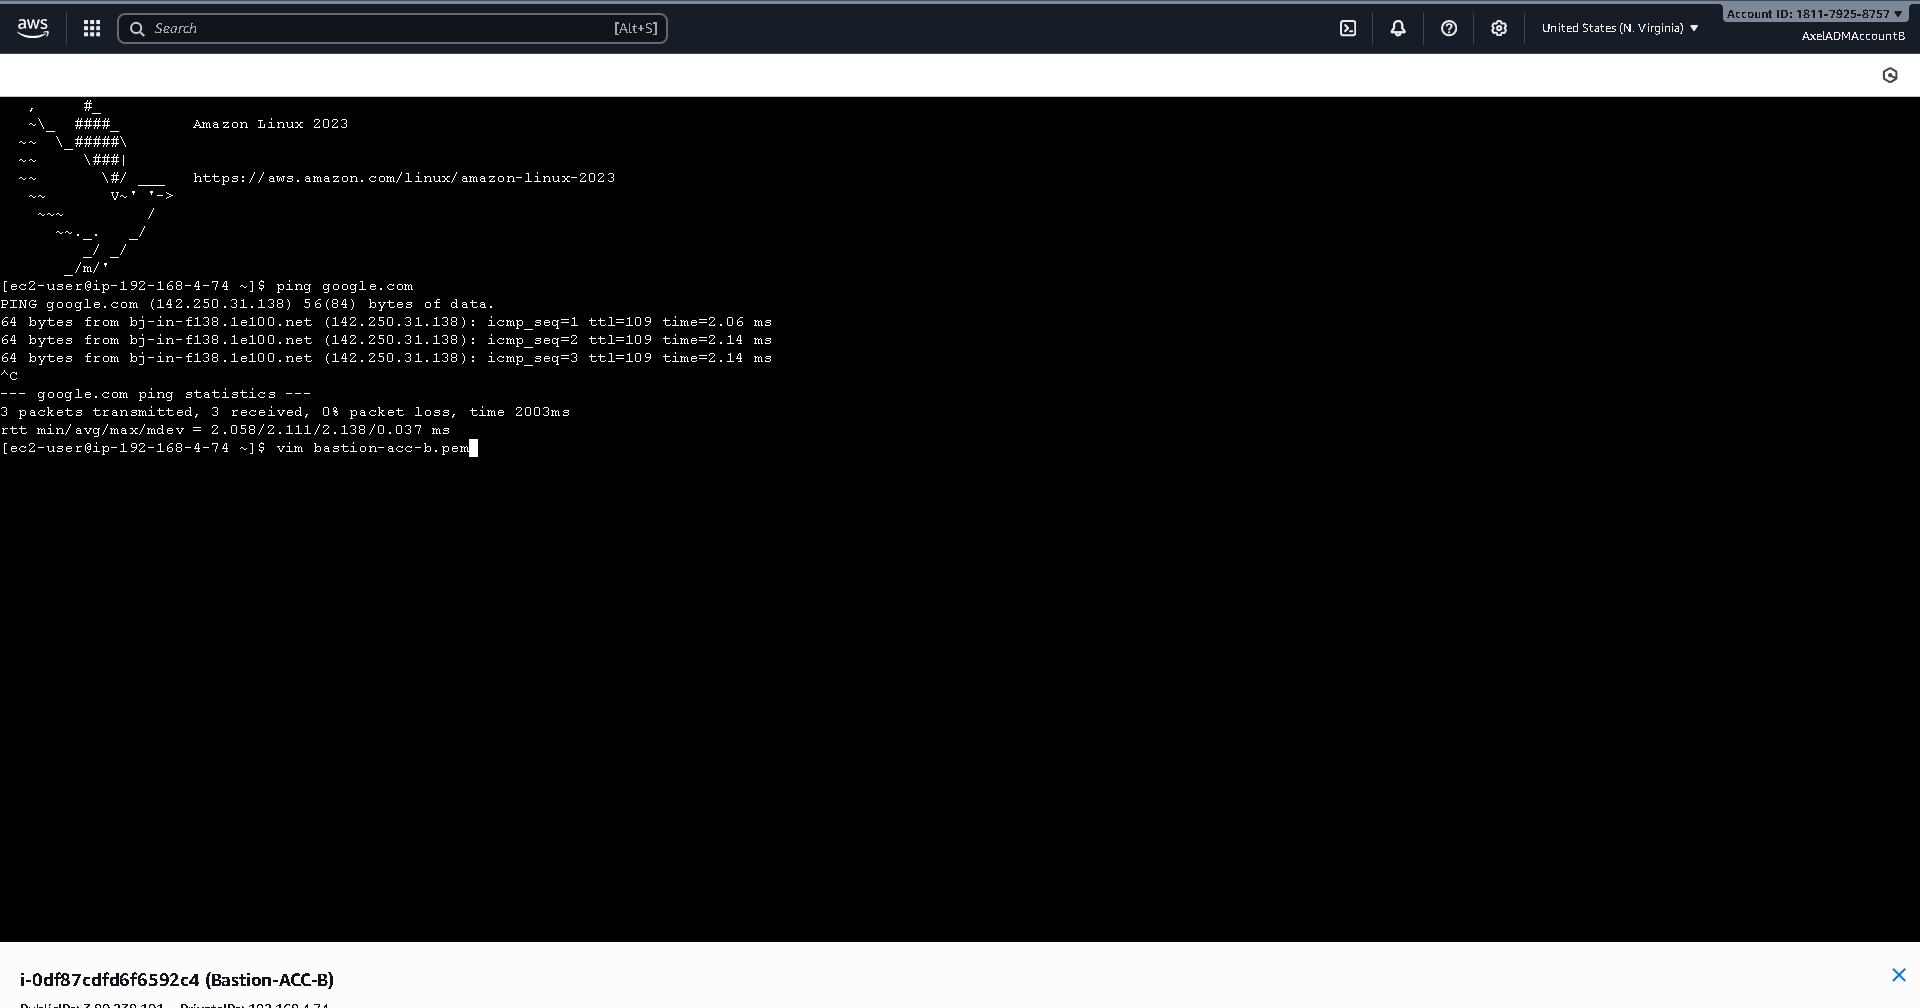 aws
Search [Alt+S]
United States (N. Virginia) ▼
Account ID: 1811-7925-8757 ▼
AxelADMAccountB
   ,     #_
   ~\_  ####_        Amazon Linux 2023
  ~~  \_#####\
  ~~     \###|
  ~~       \#/ ___   https://aws.amazon.com/linux/amazon-linux-2023
   ~~       V~' '->
    ~~~         /
      ~~._.   _/
         _/ _/
       _/m/'
[ec2-user@ip-192-168-4-74 ~]$ ping google.com
PING google.com (142.250.31.138) 56(84) bytes of data.
64 bytes from bj-in-f138.1e100.net (142.250.31.138): icmp_seq=1 ttl=109 time=2.06 ms
64 bytes from bj-in-f138.1e100.net (142.250.31.138): icmp_seq=2 ttl=109 time=2.14 ms
64 bytes from bj-in-f138.1e100.net (142.250.31.138): icmp_seq=3 ttl=109 time=2.14 ms
^C
--- google.com ping statistics ---
3 packets transmitted, 3 received, 0% packet loss, time 2003ms
rtt min/avg/max/mdev = 2.058/2.111/2.138/0.037 ms
[ec2-user@ip-192-168-4-74 ~]$ vim bastion-acc-b.pem
i-0df87cdfd6f6592c4 (Bastion-ACC-B)
PublicIPs: PrivateIPs: 192.168.4.74